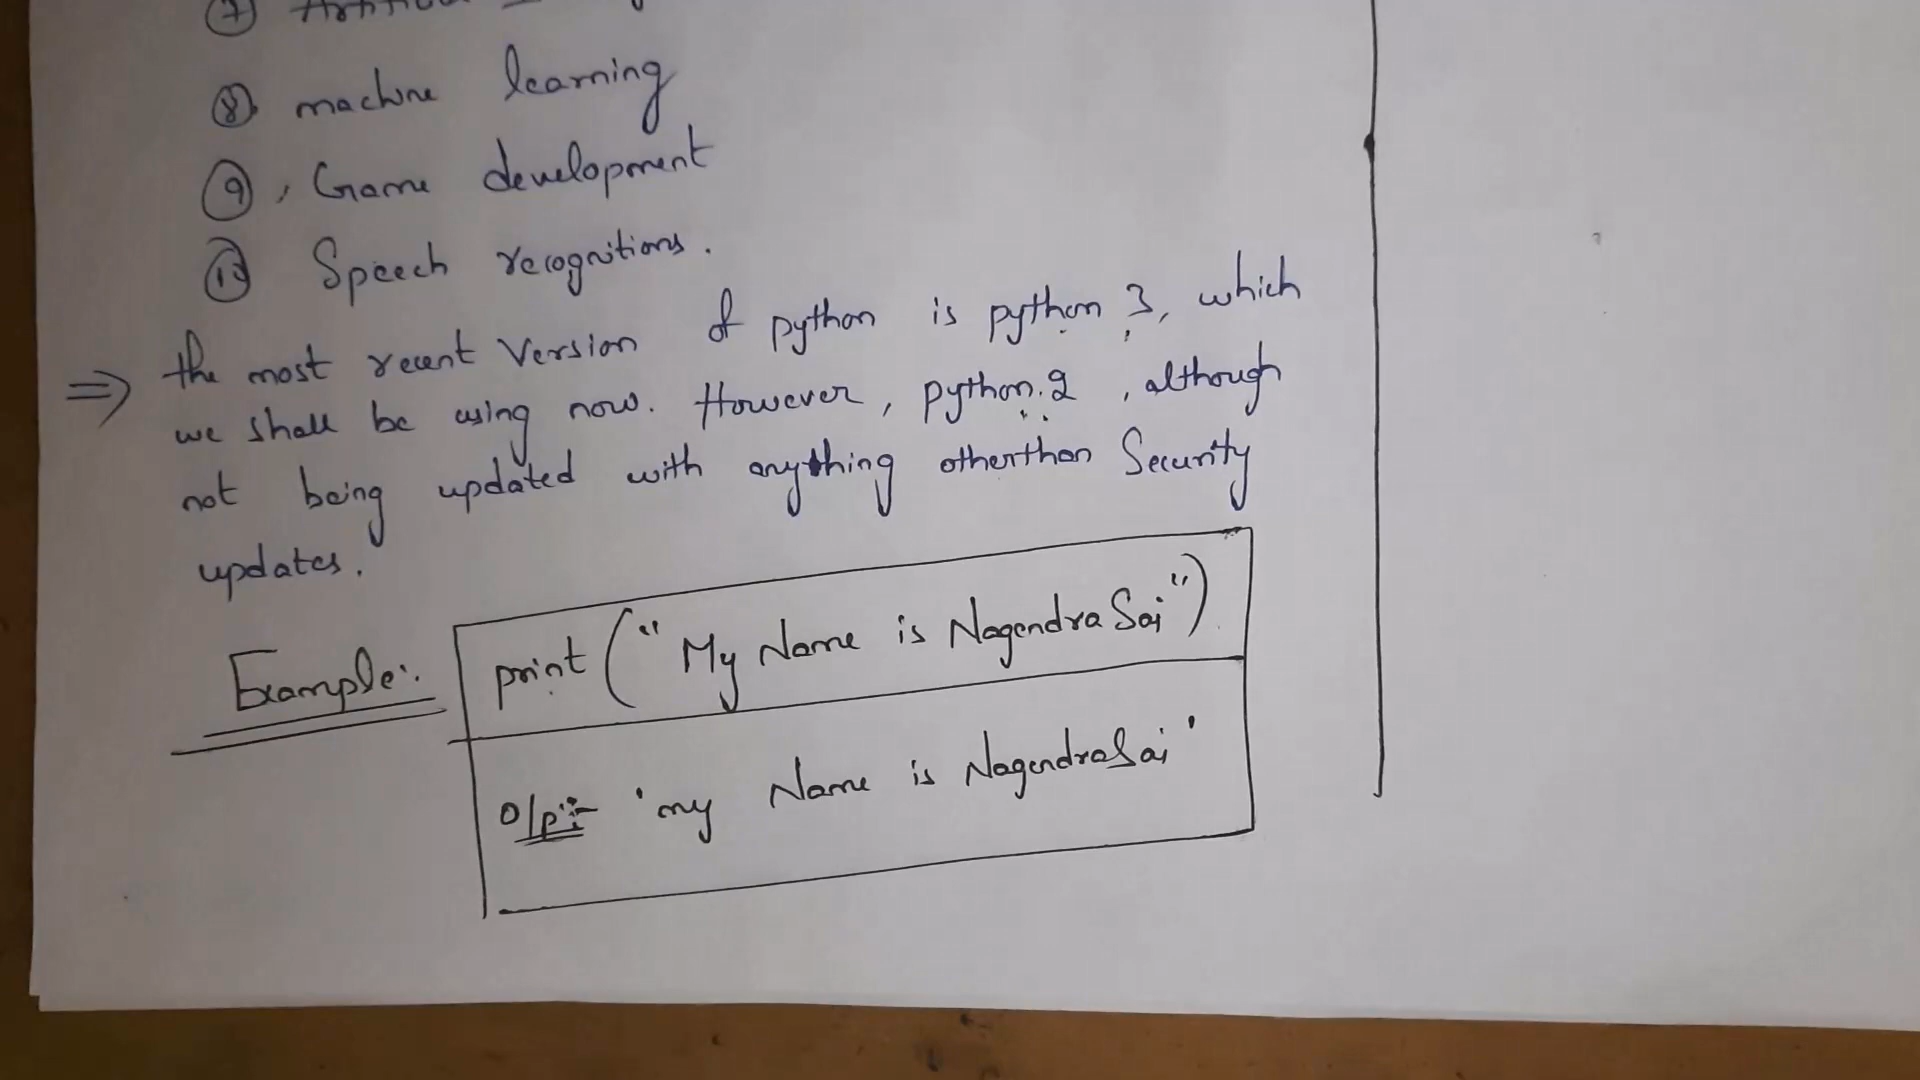 ⑦
⑧ machine learning
⑨, Game development
⑩ Speech recognitions.
⇒ the most recent Version of python is python 3, which
we shall be using now. However, python.2, although
not being updated with anything otherthan Security
updates.
Example:
print("My Name is NagendraSai")
O/p:- 'my Name is NagendraSai'